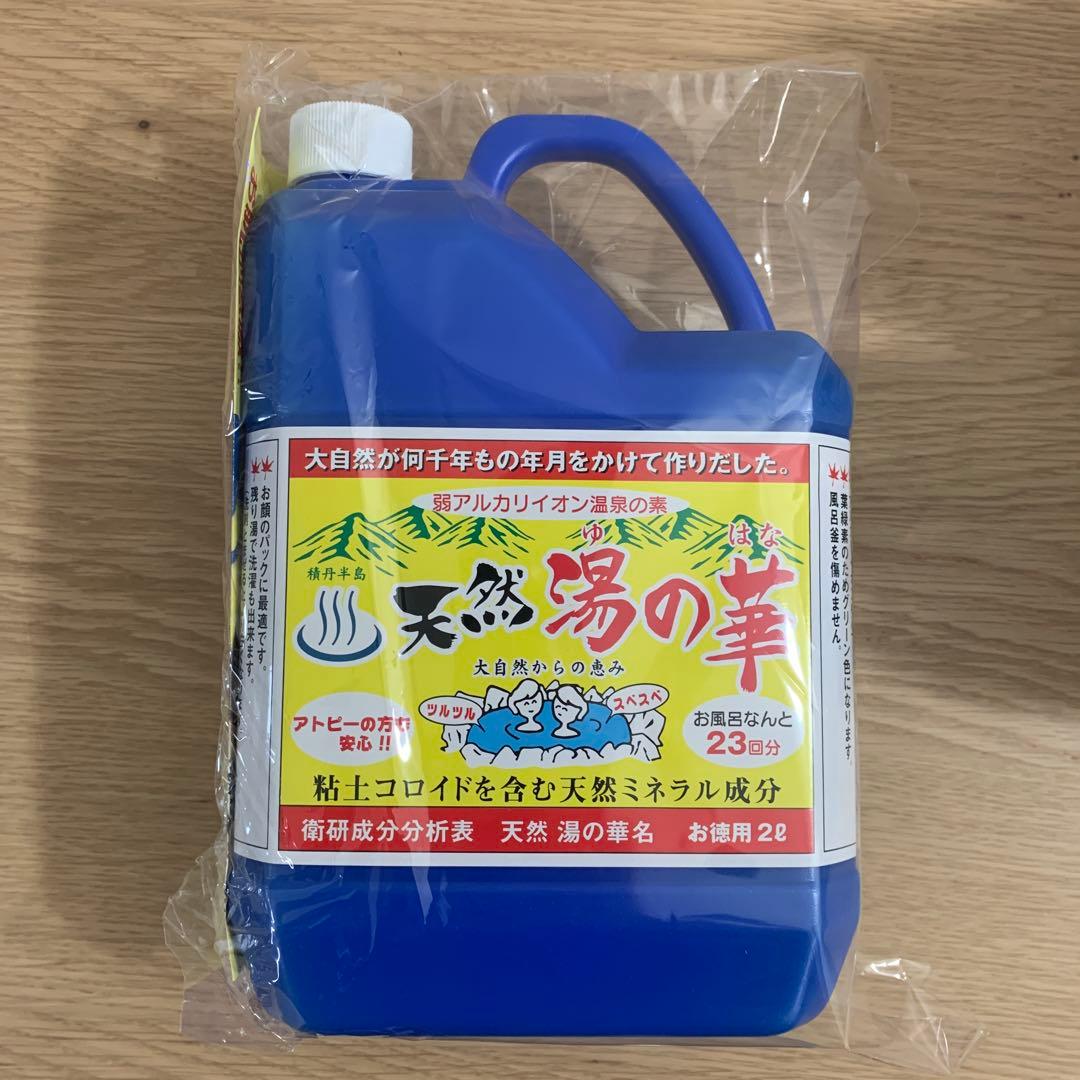 大自然が何千年もの年月をかけて作りだした。
弱アルカリイオン温泉の素
積丹半島
ゆ はな
天然 湯の華
大自然からの恵み
ツルツル
スベスベ
アトピーの方も
安心!!
お風呂なんと
23回分
粘土コロイドを含む天然ミネラル成分
衛研成分分析表 天然 湯の華名 お徳用2ℓ
葉緑素のためグリーン色になります。
風呂釜を傷めません。
お顔のパックに最適です。
残り湯で洗濯も出来ます。